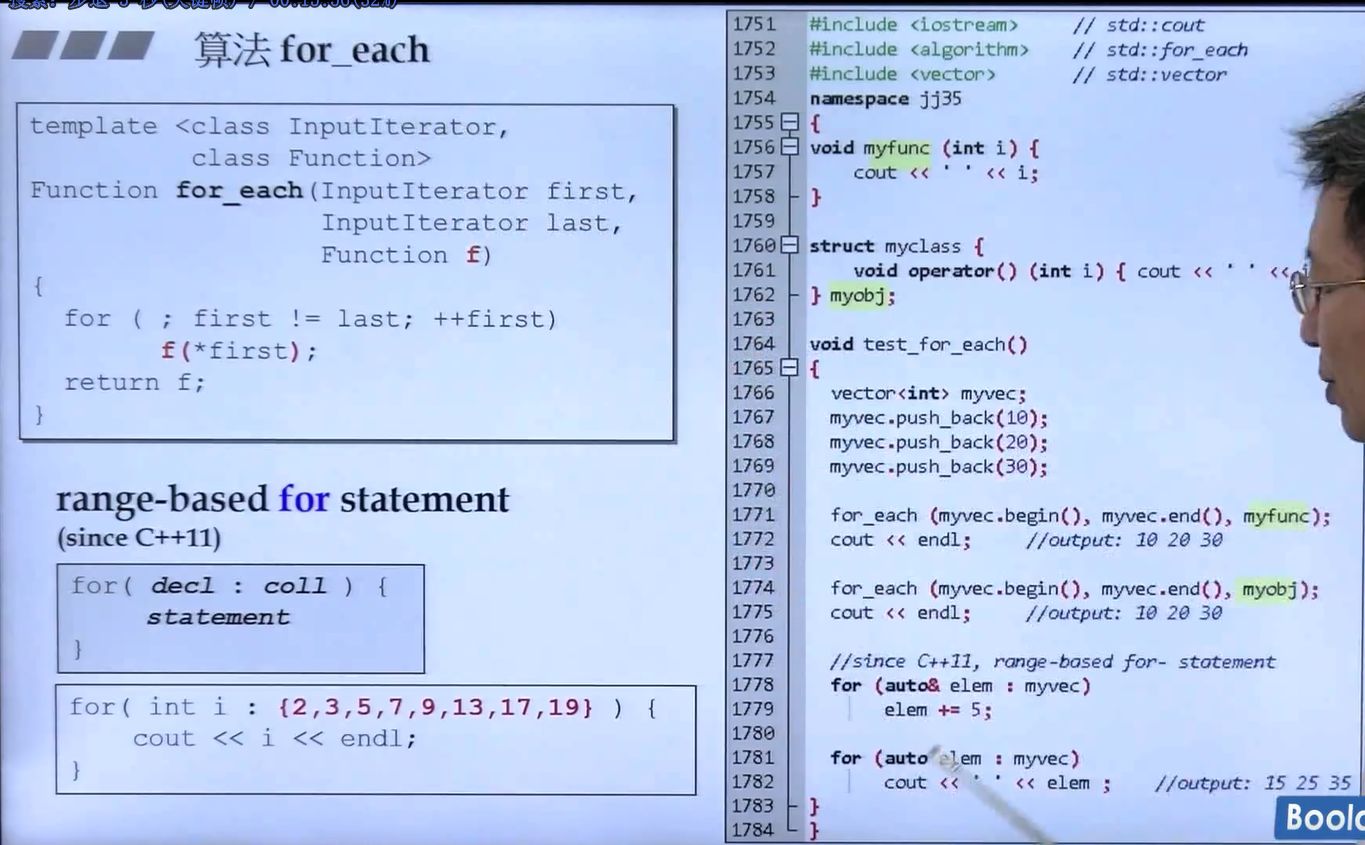 算法 for_each
template <class InputIterator,
class Function>
Function for_each(InputIterator first,
InputIterator last,
Function f)
{
for ( ; first != last; ++first)
f(*first);
return f;
}
range-based for statement
(since C++11)
for( decl : coll ) {
statement
}
for( int i : {2,3,5,7,9,13,17,19} ) {
cout << i << endl;
}
1751 #include <iostream> // std::cout
1752 #include <algorithm> // std::for_each
1753 #include <vector> // std::vector
1754 namespace jj35
1755 {
1756 void myfunc (int i) {
1757 cout << ' ' << i;
1758 }
1759
1760 struct myclass {
1761 void operator() (int i) { cout << ' ' << i
1762 } myobj;
1763
1764 void test_for_each()
1765 {
1766 vector<int> myvec;
1767 myvec.push_back(10);
1768 myvec.push_back(20);
1769 myvec.push_back(30);
1770
1771 for_each (myvec.begin(), myvec.end(), myfunc);
1772 cout << endl; //output: 10 20 30
1773
1774 for_each (myvec.begin(), myvec.end(), myobj);
1775 cout << endl; //output: 10 20 30
1776
1777 //since C++11, range-based for- statement
1778 for (auto& elem : myvec)
1779 elem += 5;
1780
1781 for (auto elem : myvec)
1782 cout << ' ' << elem ; //output: 15 25 35
1783 }
1784 }